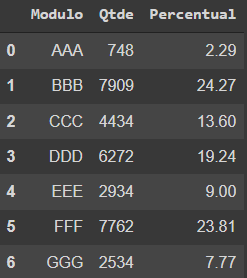 Modulo Qtde Percentual
0 AAA 748 2.29
1 BBB 7909 24.27
2 CCC 4434 13.60
3 DDD 6272 19.24
4 EEE 2934 9.00
5 FFF 7762 23.81
6 GGG 2534 7.77